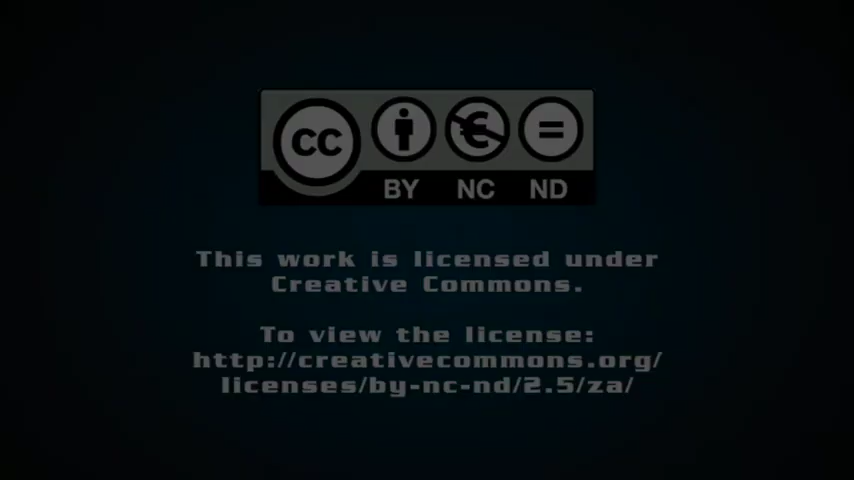 CC
BY NC ND
This work is licensed under
Creative Commons.
To view the license:
http://creativecommons.org/
licenses/by-nc-nd/2.5/za/